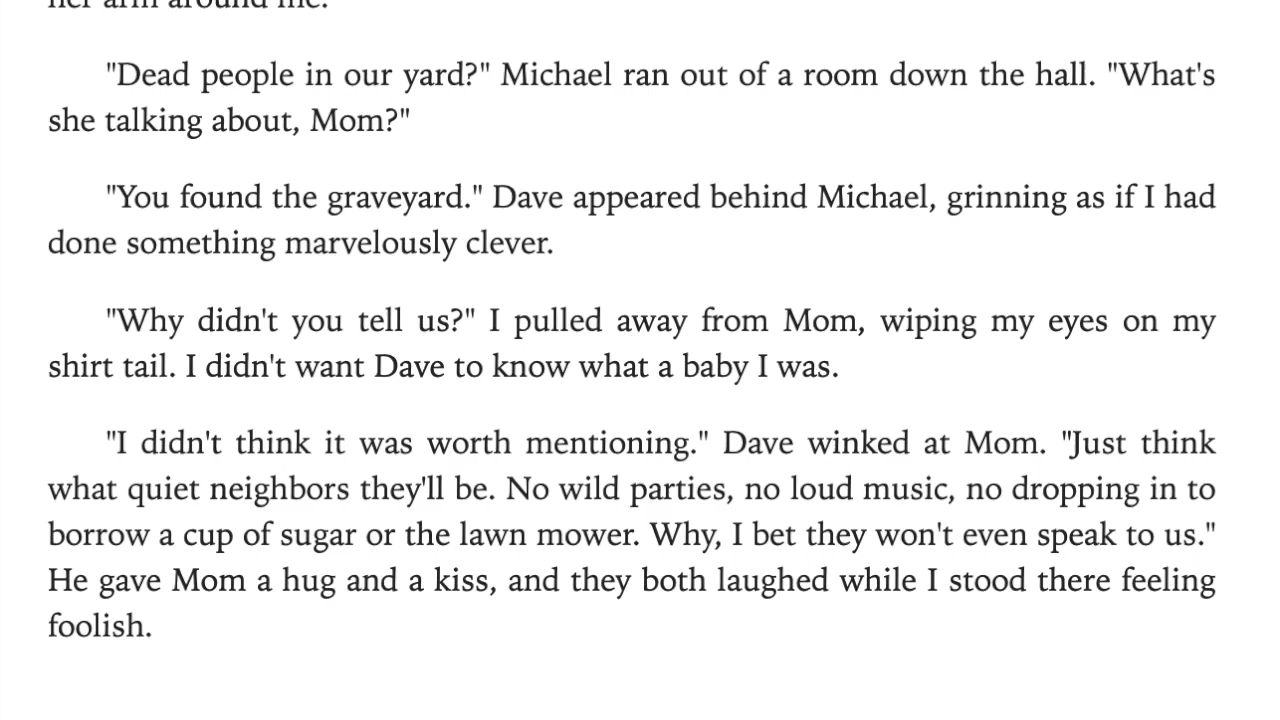 her arm around me.
"Dead people in our yard?" Michael ran out of a room down the hall. "What's
she talking about, Mom?"
"You found the graveyard." Dave appeared behind Michael, grinning as if I had
done something marvelously clever.
"Why didn't you tell us?" I pulled away from Mom, wiping my eyes on my
shirt tail. I didn't want Dave to know what a baby I was.
"I didn't think it was worth mentioning." Dave winked at Mom. "Just think
what quiet neighbors they'll be. No wild parties, no loud music, no dropping in to
borrow a cup of sugar or the lawn mower. Why, I bet they won't even speak to us."
He gave Mom a hug and a kiss, and they both laughed while I stood there feeling
foolish.